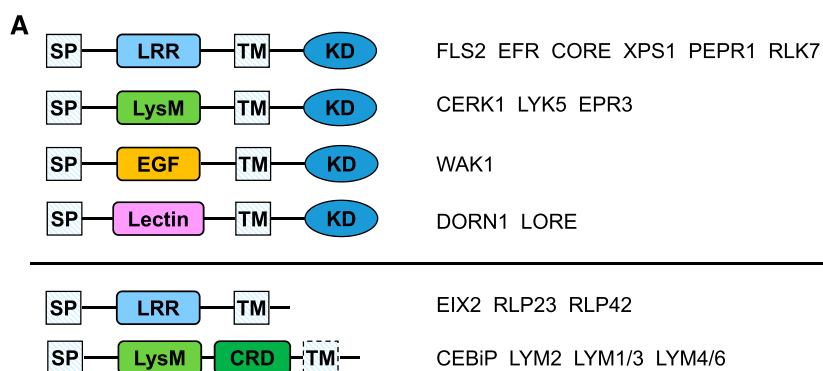 A
SP LRR TM KD FLS2 EFR CORE XPS1 PEPR1 RLK7
SP LysM TM KD CERK1 LYK5 EPR3
SP EGF TM KD WAK1
SP Lectin TM KD DORN1 LORE
SP LRR TM EIX2 RLP23 RLP42
SP LysM CRD TM CEBiP LYM2 LYM1/3 LYM4/6